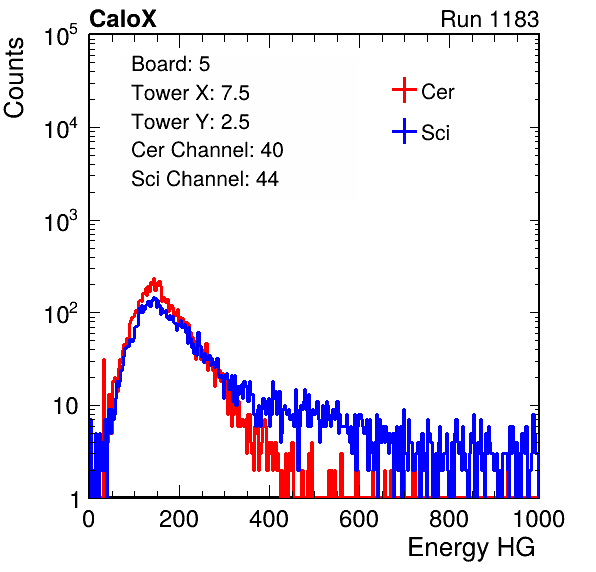 CaloX Run 1183
Counts
10^5
10^4
10^3
10^2
10
1
Board: 5
Tower X: 7.5
Tower Y: 2.5
Cer Channel: 40
Sci Channel: 44
Cer
Sci
0 200 400 600 800 1000
Energy HG